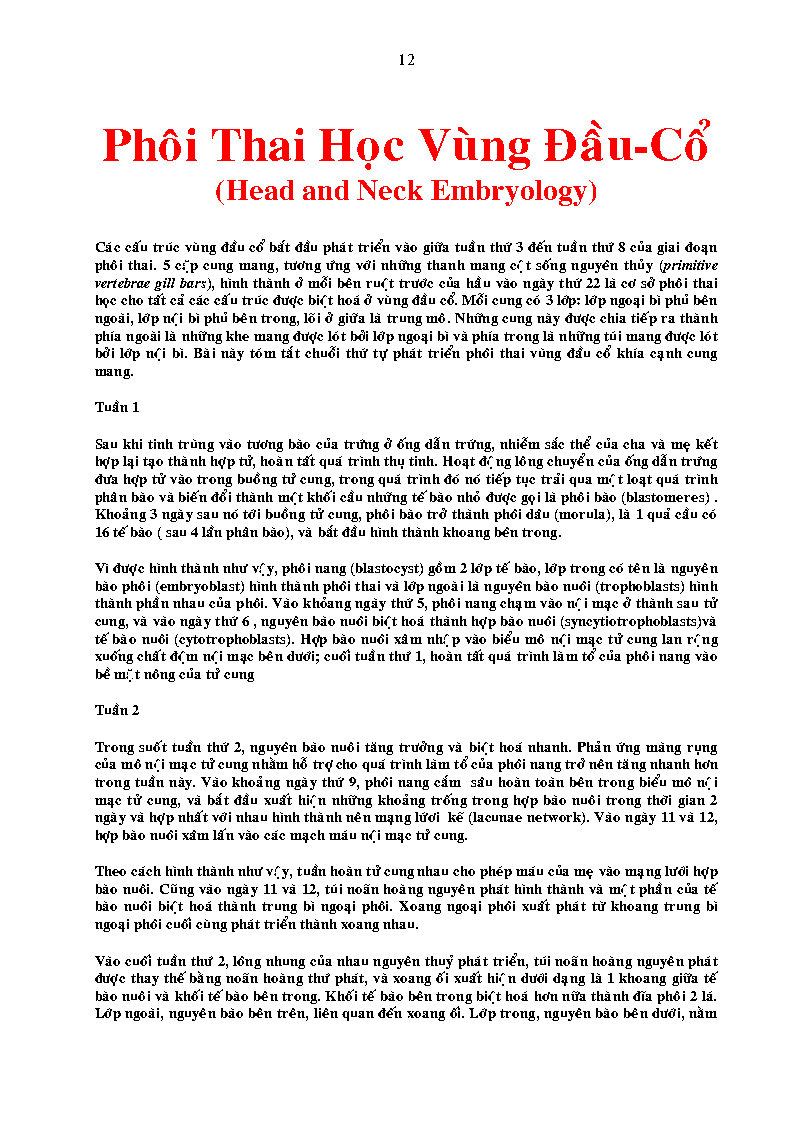 12
Phôi Thai Học Vùng Đầu-Cổ
(Head and Neck Embryology)
Các cấu trúc vùng đầu cổ bắt đầu phát triển vào giữa tuần thứ 3 đến tuần thứ 8 của giai đoạn
phôi thai. 5 cặp cung mang, tương ứng với những thanh mang cột sống nguyên thủy (primitive
vertebrae gill bars), hình thành ở mỗi bên ruột trước của hầu vào ngày thứ 22 là cơ sở phôi thai
học cho tất cả các cấu trúc được biệt hoá ở vùng đầu cổ. Mỗi cung có 3 lớp: lớp ngoại bì phủ bên
ngoài, lớp nội bì phủ bên trong, lõi ở giữa là trung mô. Những cung này được chia tiếp ra thành
phía ngoài là những khe mang được lót bởi lớp ngoại bì và phía trong là những túi mang được lót
bởi lớp nội bì. Bài này tóm tắt chuỗi thứ tự phát triển phôi thai vùng đầu cổ khía cạnh cung
mang.
Tuần 1
Sau khi tinh trùng vào tương bào của trứng ở ống dẫn trứng, nhiễm sắc thể của cha và mẹ kết
hợp lại tạo thành hợp tử, hoàn tất quá trình thụ tinh. Hoạt động lông chuyển của ống dẫn trưng
đưa hợp tử vào trong buồng tử cung, trong quá trình đó nó tiếp tục trải qua một loạt quá trình
phân bào và biến đổi thành một khối cầu những tế bào nhỏ được gọi là phôi bào (blastomeres) .
Khoảng 3 ngày sau nó tới buồng tử cung, phôi bào trở thành phôi dâu (morula), là 1 quả cầu có
16 tế bào ( sau 4 lần phân bào), và bắt đầu hình thành khoang bên trong.
Vì được hình thành như vậy, phôi nang (blastocyst) gồm 2 lớp tế bào, lớp trong có tên là nguyên
bào phôi (embryoblast) hình thành phôi thai và lớp ngoài là nguyên bào nuôi (trophoblasts) hình
thành phần nhau của phôi. Vào khỏang ngày thứ 5, phôi nang chạm vào nội mạc ở thành sau tử
cung, và vào ngày thứ 6 , nguyên bào nuôi biệt hoá thành hợp bào nuôi (syncytiotrophoblasts)và
tế bào nuôi (cytotrophoblasts). Hợp bào nuôi xâm nhập vào biểu mô nội mạc tử cung lan rộng
xuống chất đệm nội mạc bên dưới; cuối tuần thứ 1, hoàn tất quá trình làm tổ của phôi nang vào
bề mặt nông của tử cung
Tuần 2
Trong suốt tuần thứ 2, nguyên bào nuôi tăng trưởng và biệt hoá nhanh. Phản ứng màng rụng
của mô nội mạc tử cung nhằm hỗ trợ cho quá trình làm tổ của phôi nang trở nên tăng nhanh hơn
trong tuần này. Vào khoảng ngày thứ 9, phôi nang cắm sâu hoàn toàn bên trong biểu mô nội
mạc tử cung, và bắt đầu xuất hiện những khoảng trống trong hợp bào nuôi trong thời gian 2
ngày và hợp nhất với nhau hình thành nên mạng lưới kẽ (lacunae network). Vào ngày 11 và 12,
hợp bào nuôi xâm lấn vào các mạch máu nội mạc tử cung.
Theo cách hình thành như vậy, tuần hoàn tử cung nhau cho phép máu của mẹ vào mạng lưới hợp
bào nuôi. Cũng vào ngày 11 và 12, túi noãn hoàng nguyên phát hình thành và một phần của tế
bào nuôi biệt hoá thành trung bì ngoại phôi. Xoang ngoại phôi xuất phát từ khoang trung bì
ngoại phôi cuối cùng phát triển thành xoang nhau.
Vào cuối tuần thứ 2, lông nhung của nhau nguyên thuỷ phát triển, túi noãn hoàng nguyên phát
được thay thế bằng noãn hoàng thứ phát, và xoang ối xuất hiện dưới dạng là 1 khoang giữa tế
bào nuôi và khối tế bào bên trong. Khối tế bào bên trong biệt hoá hơn nữa thành đĩa phôi 2 lá.
Lớp ngoài, nguyên bào bên trên, liên quan đến xoang ối. Lớp trong, nguyên bào bên dưới, nằm